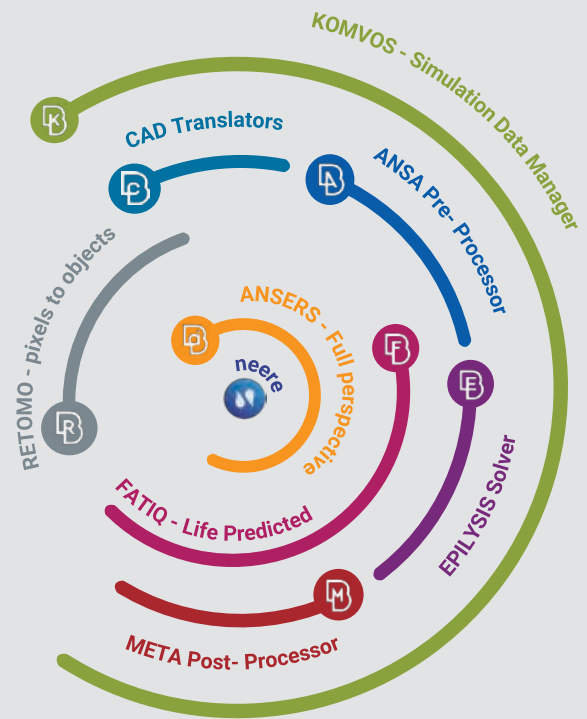 KOMVOS - Simulation Data Manager
K
CAD Translators
C
ANSA Pre- Processor
A
RETOMO - pixels to objects
R
ANSERS - Full perspective
a
neere
F
FATIQ - Life Predicted
E
EPILYSIS Solver
M
META Post- Processor